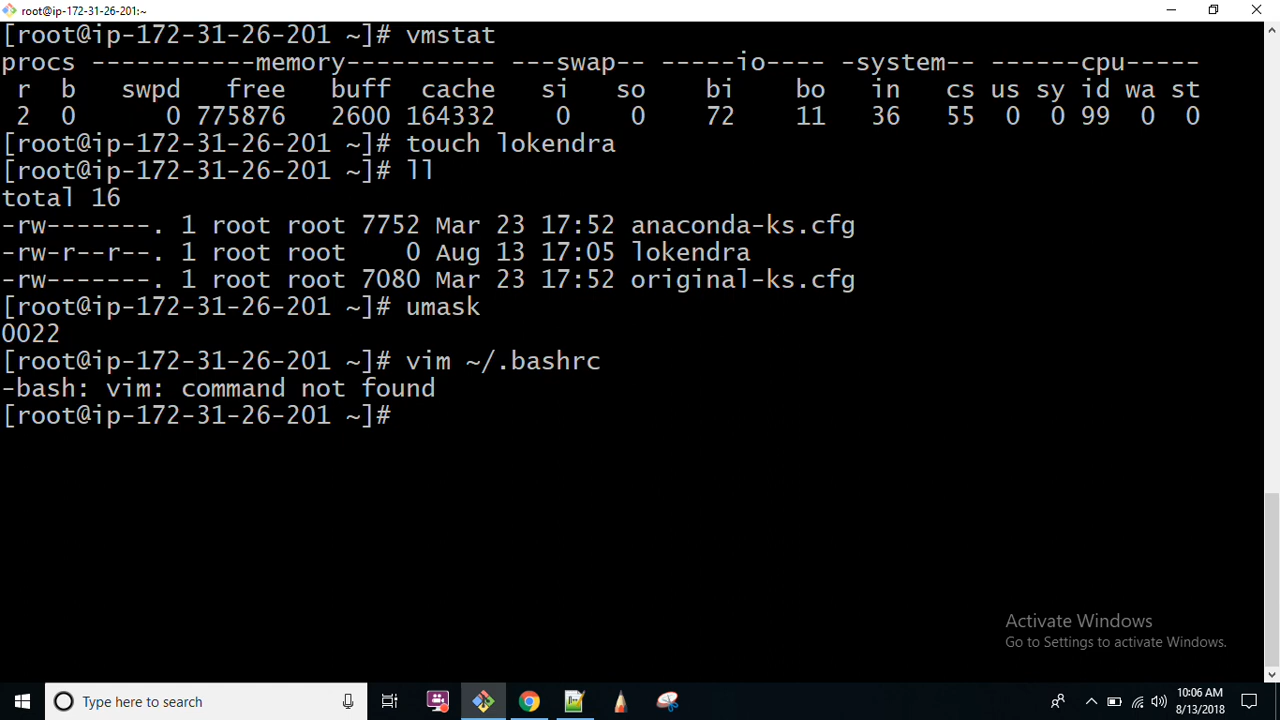 root@ip-172-31-26-201:~
[root@ip-172-31-26-201 ~]# vmstat
procs -----------memory---------- ---swap-- -----io---- -system-- ------cpu-----
 r  b   swpd   free   buff  cache   si   so    bi    bo   in   cs us sy id wa st
 2  0      0 775876   2600 164332    0    0    72    11   36   55  0  0 99  0  0
[root@ip-172-31-26-201 ~]# touch lokendra
[root@ip-172-31-26-201 ~]# ll
total 16
-rw-------. 1 root root 7752 Mar 23 17:52 anaconda-ks.cfg
-rw-r--r--. 1 root root    0 Aug 13 17:05 lokendra
-rw-------. 1 root root 7080 Mar 23 17:52 original-ks.cfg
[root@ip-172-31-26-201 ~]# umask
0022
[root@ip-172-31-26-201 ~]# vim ~/.bashrc
-bash: vim: command not found
[root@ip-172-31-26-201 ~]#
Activate Windows
Go to Settings to activate Windows.
Type here to search
10:06 AM
8/13/2018